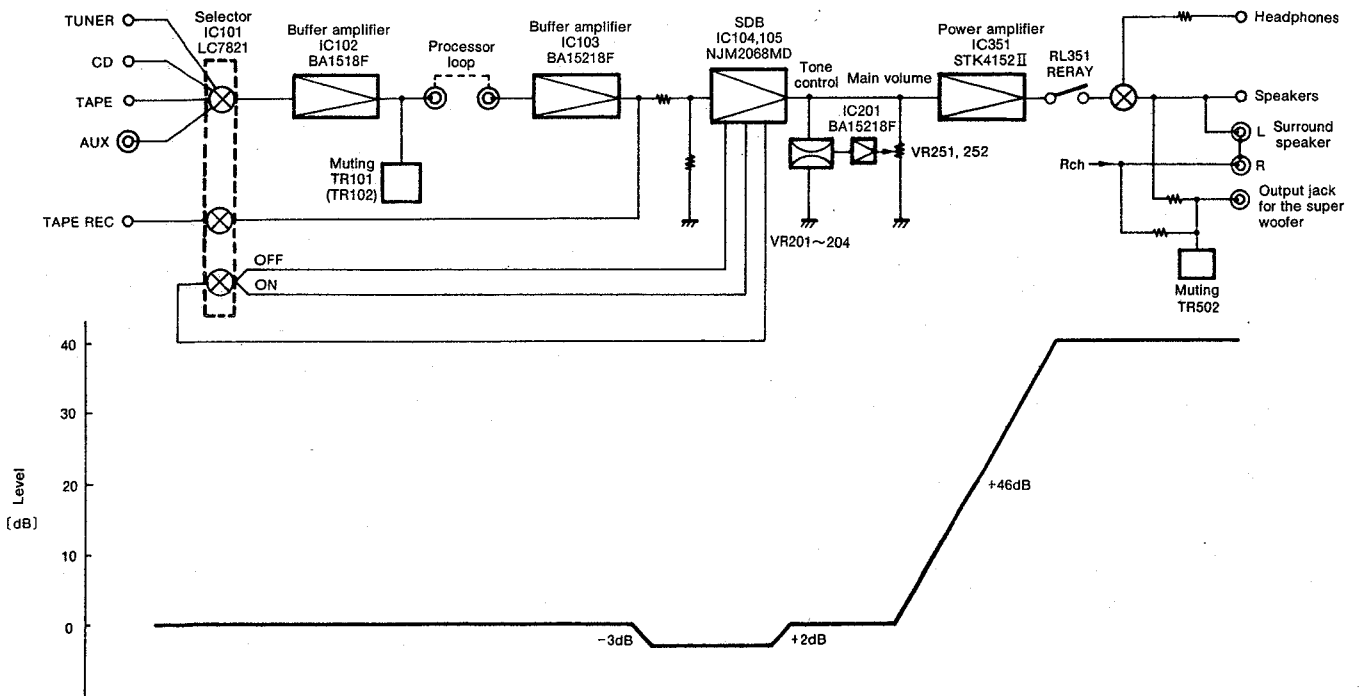 TUNER
CD
TAPE
AUX
TAPE REC
Selector
IC101
LC7821
Buffer amplifier
IC102
BA1518F
Muting
TR101
(TR102)
Processor
loop
Buffer amplifier
IC103
BA15218F
SDB
IC104,105
NJM2068MD
Tone
control
Main volume
IC201
BA15218F
VR251, 252
VR201~204
Power amplifier
IC351
STK4152II
RL351
RERAY
Headphones
Speakers
L
Surround
speaker
R
Rch
Output jack
for the super
woofer
Muting
TR502
OFF
ON
Level
[dB]
40
30
20
10
0
-3dB
+2dB
+46dB